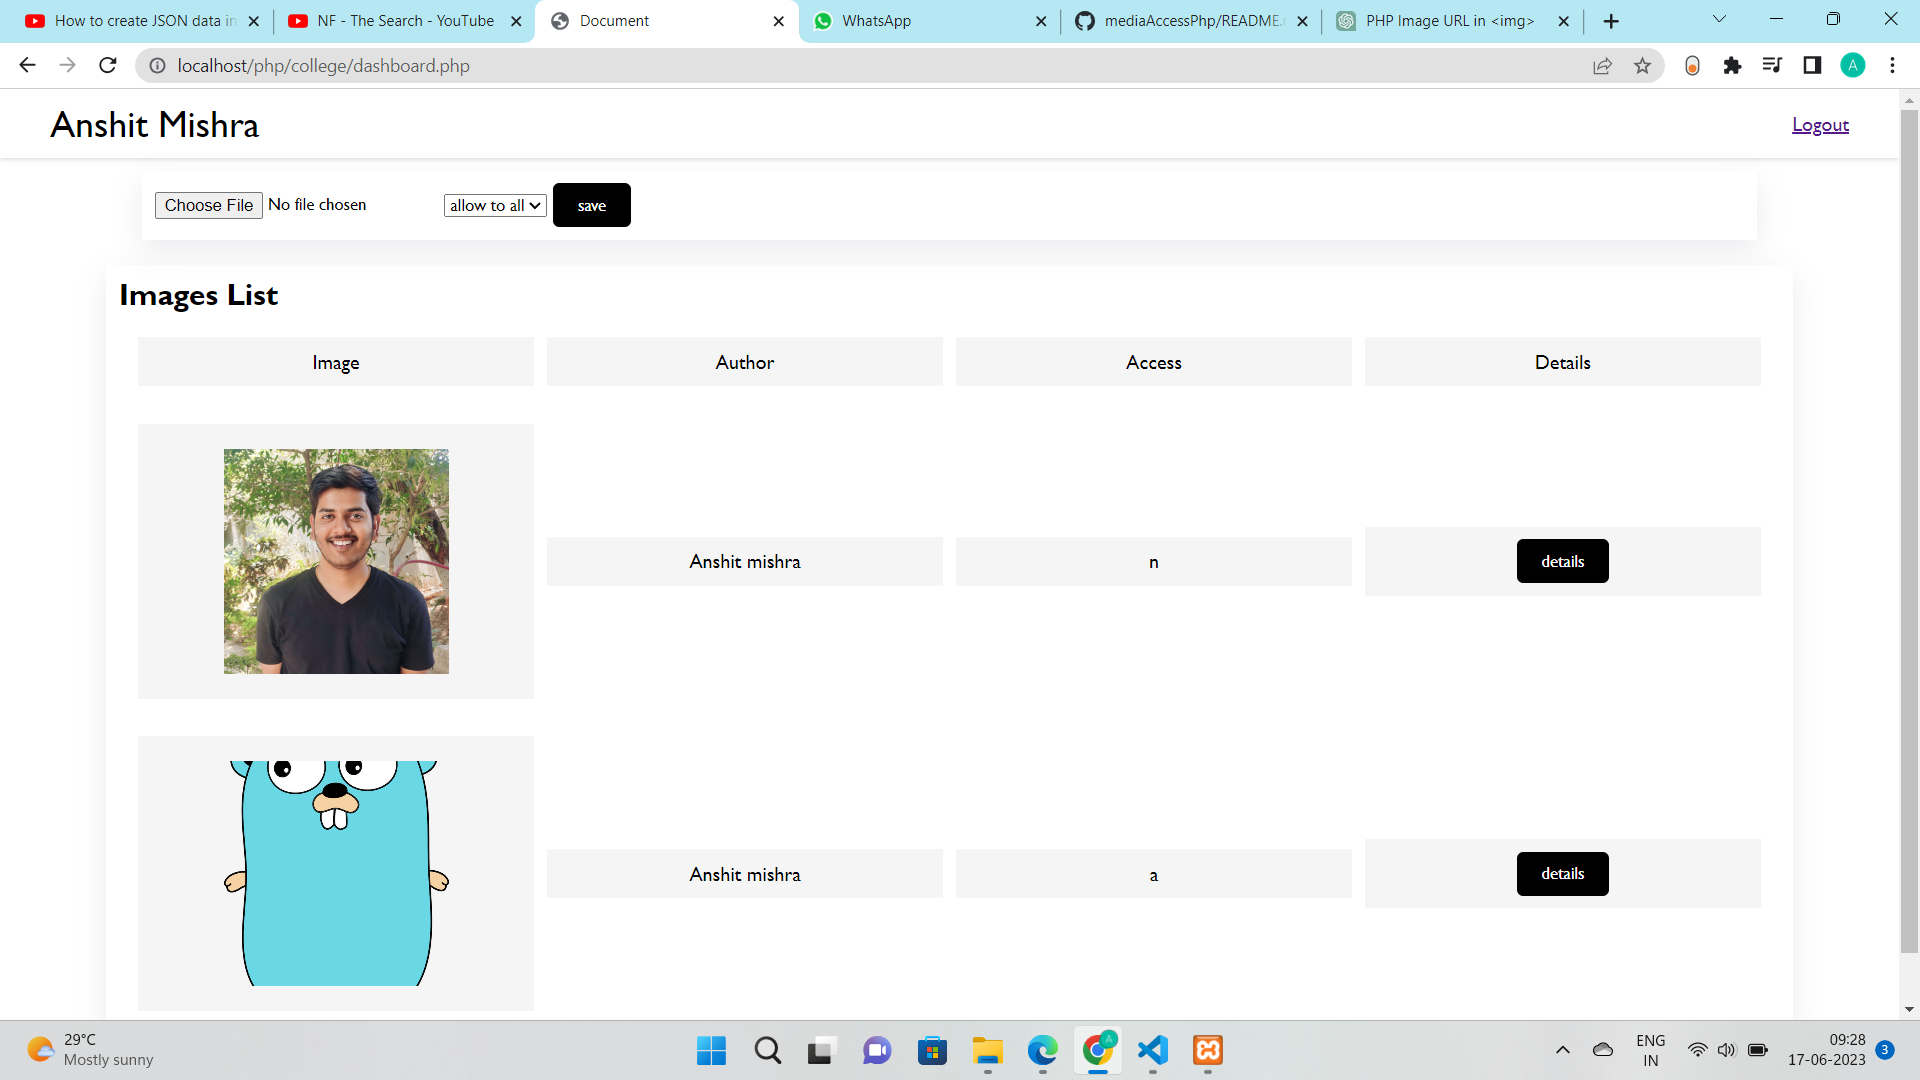 How to create JSON data in
NF - The Search - YouTube
Document
WhatsApp
mediaAccessPhp/README.
PHP Image URL in <img>
localhost/php/college/dashboard.php
A
Anshit Mishra
Logout
Choose File No file chosen
allow to all
save
Images List
Image
Author
Access
Details
Anshit mishra
n
details
Anshit mishra
a
details
29°C
Mostly sunny
A
ENG
IN
09:28
17-06-2023
3